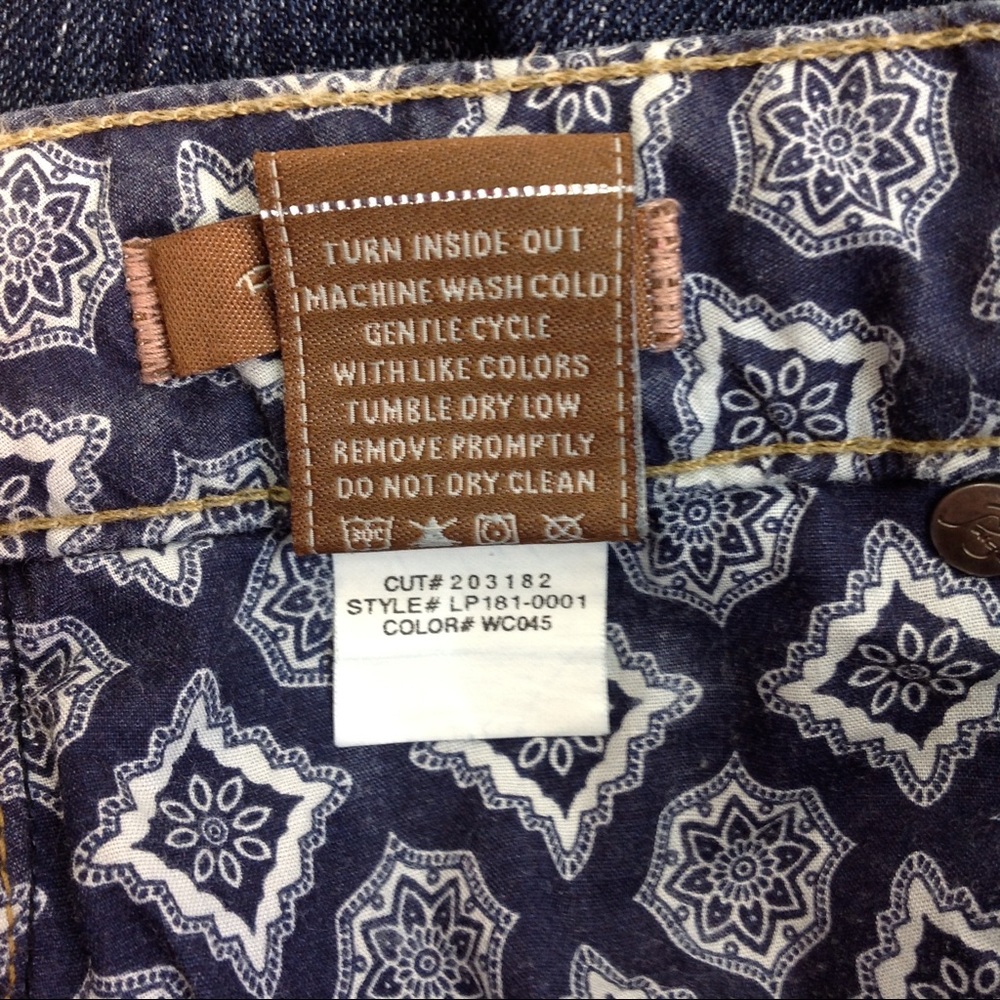 TURN INSIDE OUT
MACHINE WASH COLD
GENTLE CYCLE
WITH LIKE COLORS
TUMBLE DRY LOW
REMOVE PROMPTLY
DO NOT DRY CLEAN
CUT# 203182
STYLE# LP181-0001
COLOR# WC045